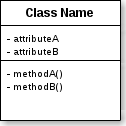 Class Name
- attributeA
- attributeB
- methodA()
- methodB()